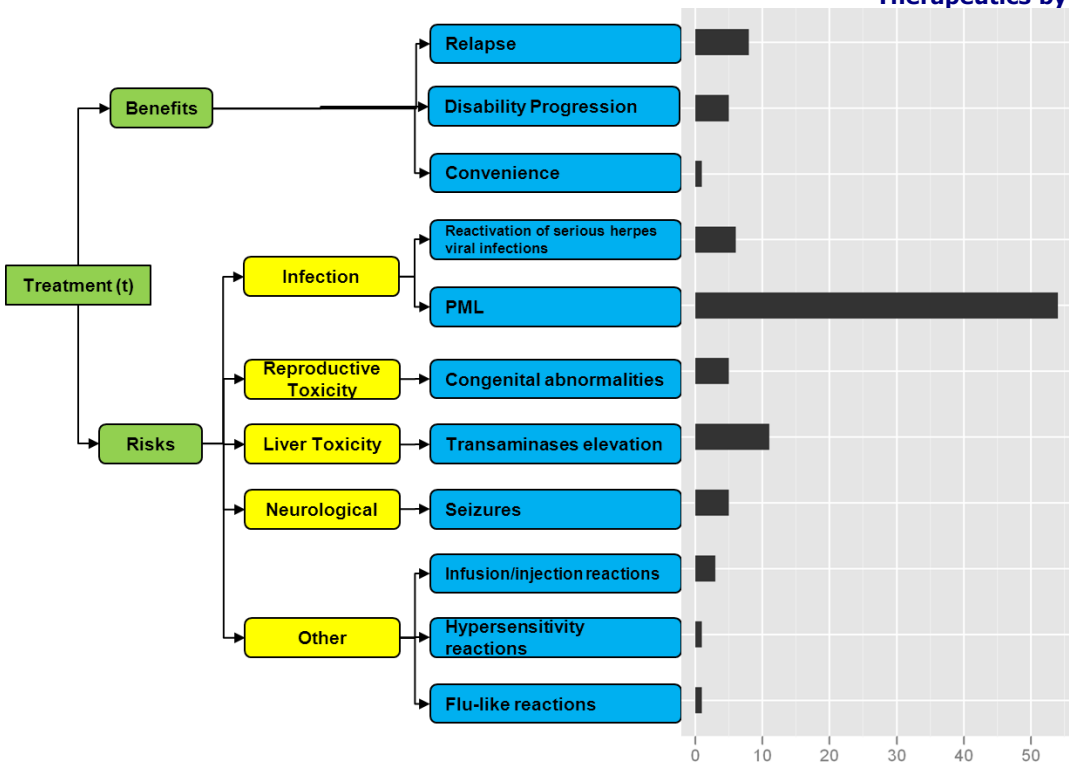 Therapeutics by
Relapse
Benefits
Disability Progression
Convenience
Reactivation of serious herpes
viral infections
Infection
Treatment (t)
PML
Reproductive
Toxicity
Congenital abnormalities
Risks
Liver Toxicity
Transaminases elevation
Neurological
Seizures
Infusion/injection reactions
Other
Hypersensitivity
reactions
Flu-like reactions
0 10 20 30 40 50